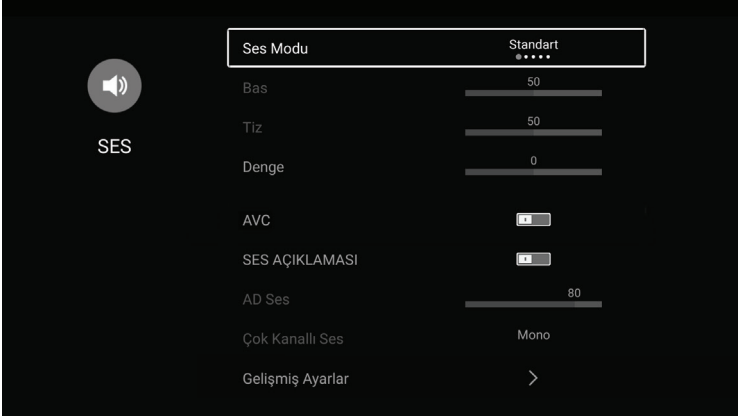 SES
Ses Modu Standart
Bas 50
Tiz 50
Denge 0
AVC
SES AÇIKLAMASI
AD Ses 80
Çok Kanallı Ses Mono
Gelişmiş Ayarlar